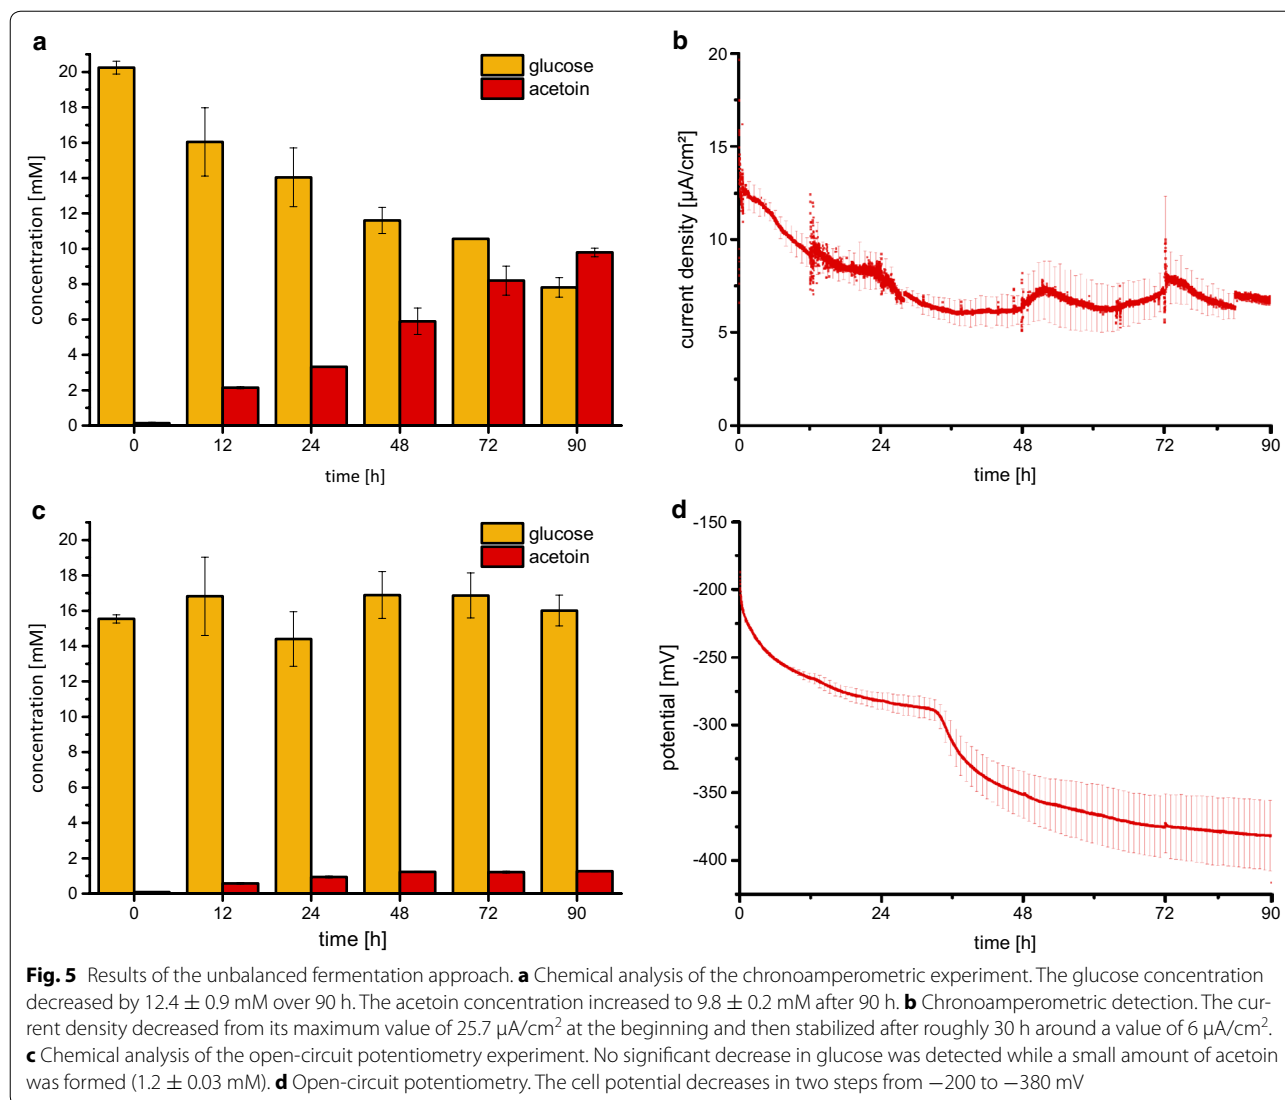 a
glucose
acetoin
concentration [mM]
20
18
16
14
12
10
8
6
4
2
0
0 12 24 48 72 90
time [h]
b
current density [µA/cm²]
20
15
10
5
0
0 24 48 72 90
time [h]
c
glucose
acetoin
concentration [mM]
20
18
16
14
12
10
8
6
4
2
0
0 12 24 48 72 90
time [h]
d
potential [mV]
-150
-200
-250
-300
-350
-400
0 24 48 72 90
time [h]
Fig. 5 Results of the unbalanced fermentation approach. a Chemical analysis of the chronoamperometric experiment. The glucose concentration
decreased by 12.4 ± 0.9 mM over 90 h. The acetoin concentration increased to 9.8 ± 0.2 mM after 90 h. b Chronoamperometric detection. The cur-
rent density decreased from its maximum value of 25.7 µA/cm² at the beginning and then stabilized after roughly 30 h around a value of 6 µA/cm².
c Chemical analysis of the open-circuit potentiometry experiment. No significant decrease in glucose was detected while a small amount of acetoin
was formed (1.2 ± 0.03 mM). d Open-circuit potentiometry. The cell potential decreases in two steps from −200 to −380 mV